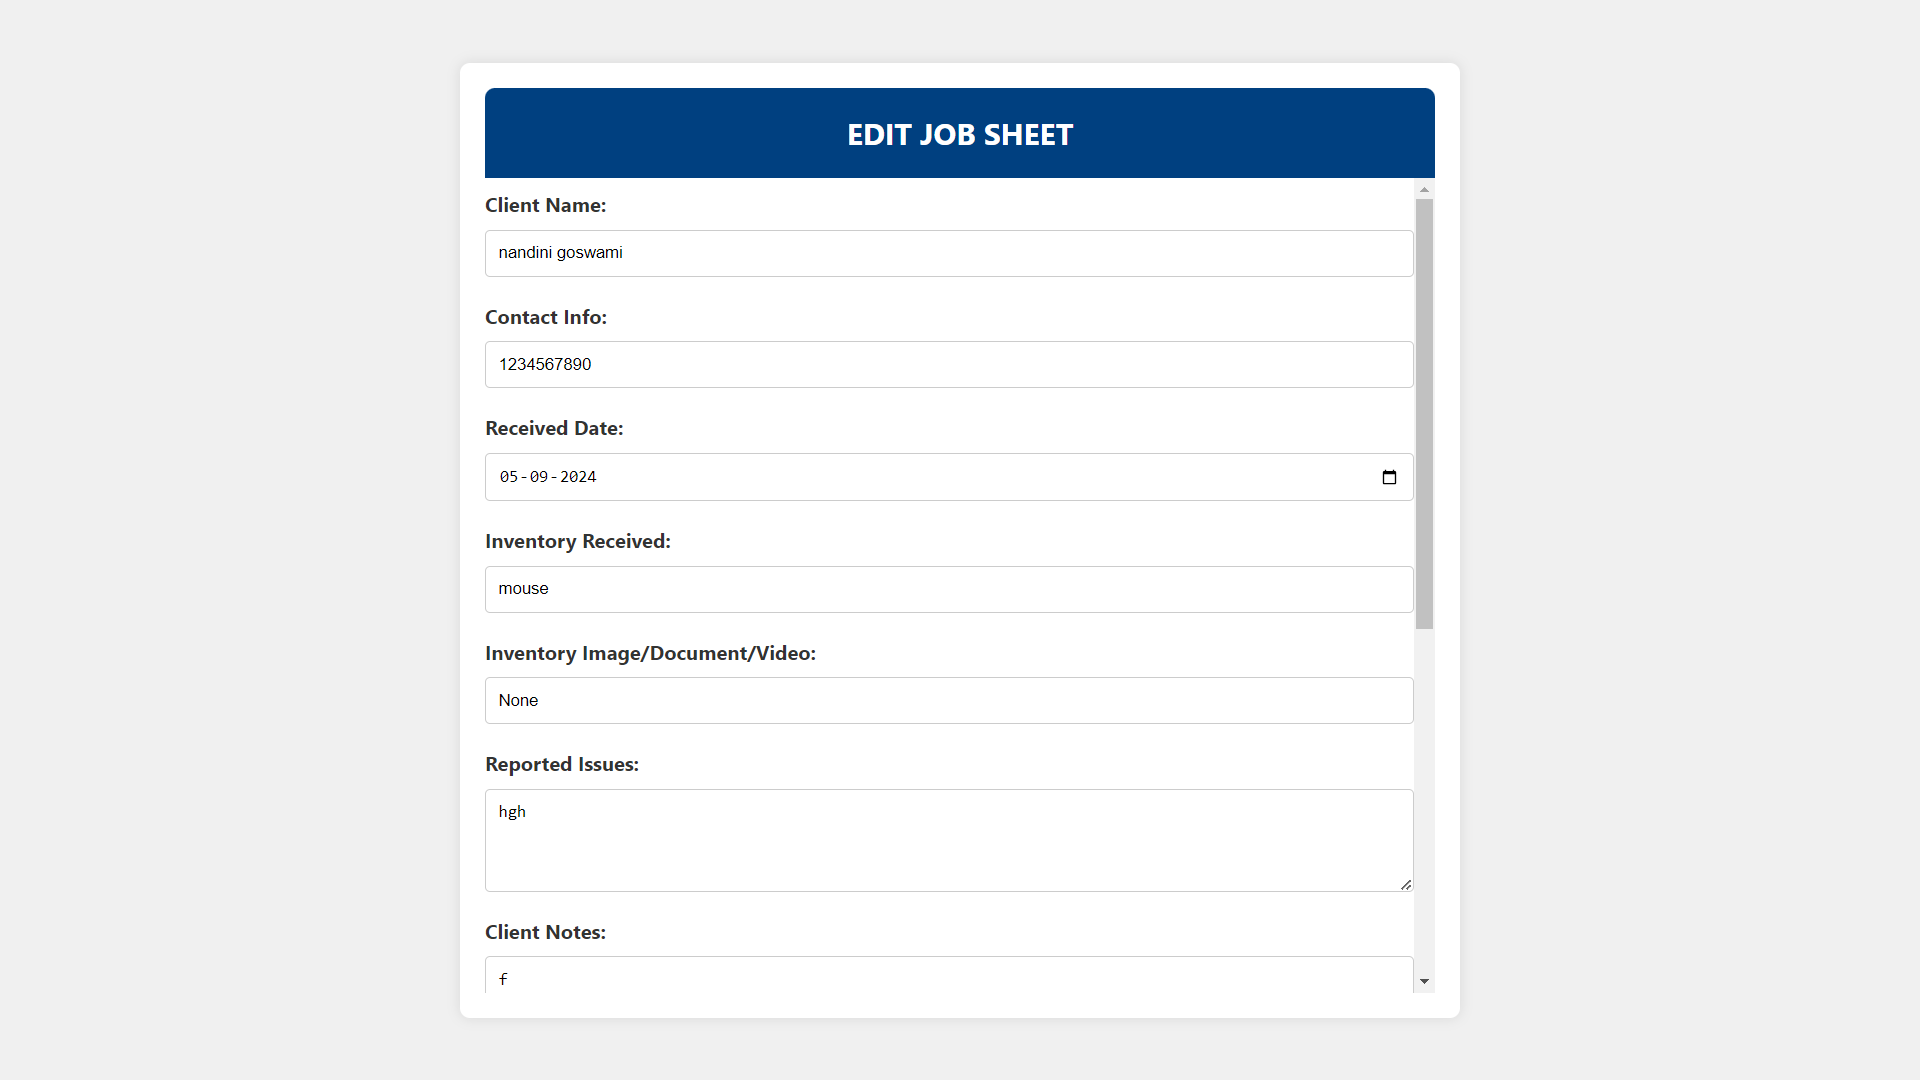 EDIT JOB SHEET
Client Name:
nandini goswami
Contact Info:
1234567890
Received Date:
05-09-2024
Inventory Received:
mouse
Inventory Image/Document/Video:
None
Reported Issues:
hgh
Client Notes:
f